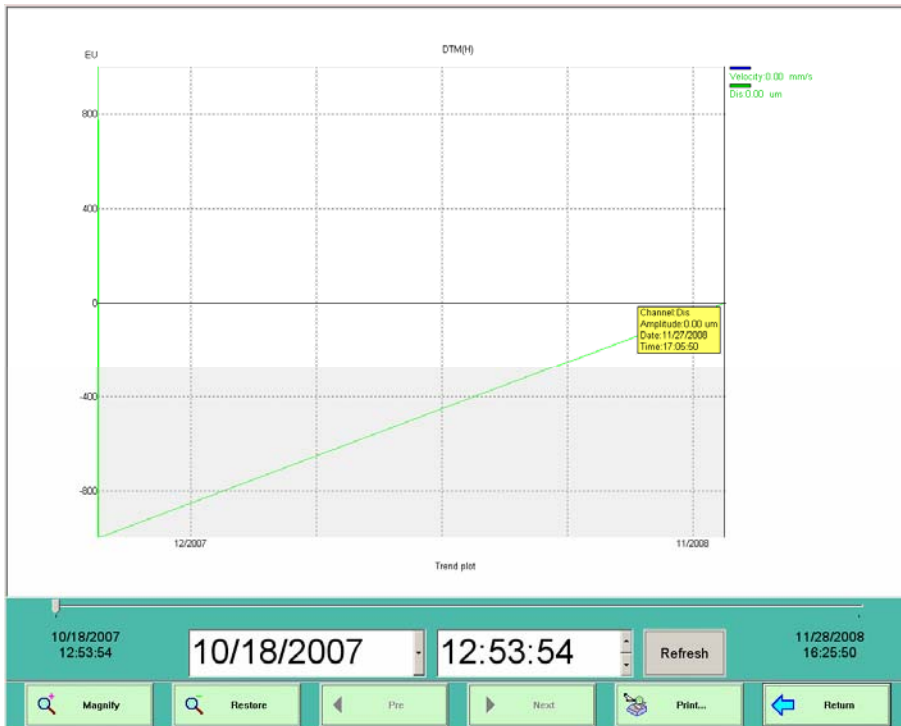 DTM(H)
EU
Velocity:0.00 mm/s
Dis:0.00 um
800
400
0
Channel:Dis
Amplitude:0.00 um
Date:11/27/2008
Time:17:05:50
-400
-800
12/2007
11/2008
Trend plot
10/18/2007
12:53:54
10/18/2007
12:53:54
Refresh
11/28/2008
16:25:50
Magnify
Restore
Pre
Next
Print...
Return